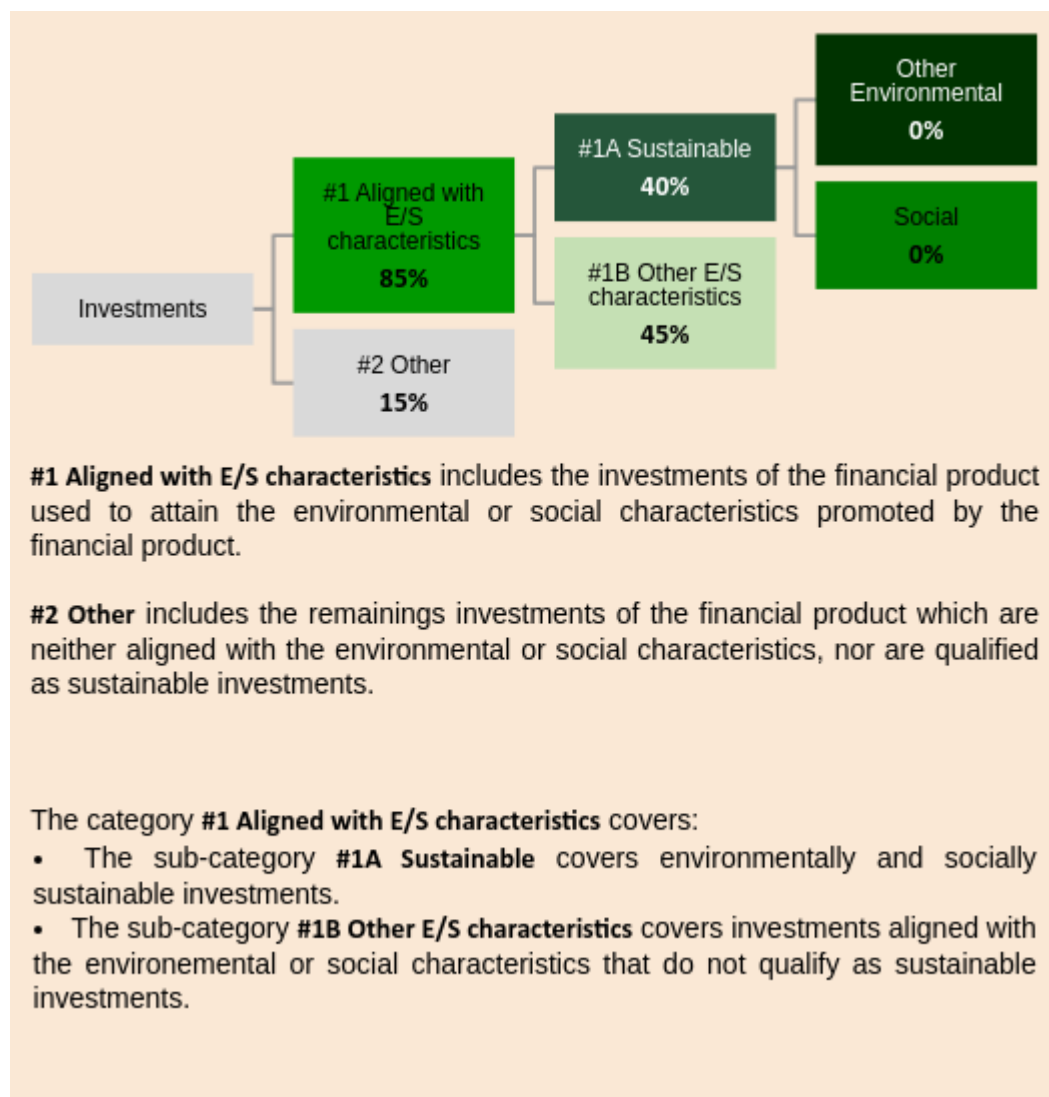 Other
Environmental
0%
#1A Sustainable
40%
#1 Aligned with
E/S
characteristics
85%
Social
0%
#1B Other E/S
characteristics
45%
Investments
#2 Other
15%
#1 Aligned with E/S characteristics includes the investments of the financial product
used to attain the environmental or social characteristics promoted by the
financial product.
#2 Other includes the remainings investments of the financial product which are
neither aligned with the environmental or social characteristics, nor are qualified
as sustainable investments.
The category #1 Aligned with E/S characteristics covers:
• The sub-category #1A Sustainable covers environmentally and socially
sustainable investments.
• The sub-category #1B Other E/S characteristics covers investments aligned with
the environemental or social characteristics that do not qualify as sustainable
investments.